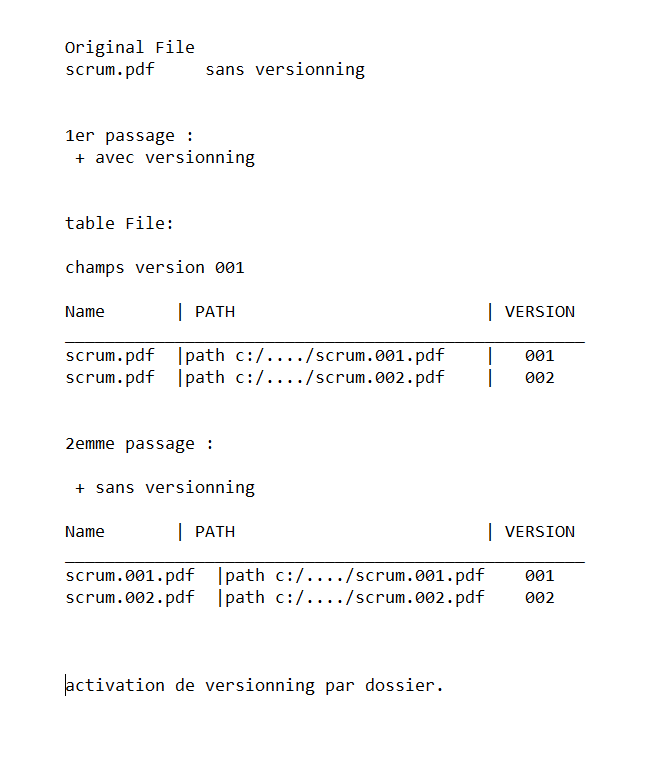 Original File
scrum.pdf     sans versionning
1er passage :
+ avec versionning
table File:
champs version 001
Name       | PATH                         | VERSION
____________________________________________________
scrum.pdf  |path c:/..../scrum.001.pdf    |   001
scrum.pdf  |path c:/..../scrum.002.pdf    |   002
2emme passage :
+ sans versionning
Name       | PATH                         | VERSION
____________________________________________________
scrum.001.pdf  |path c:/..../scrum.001.pdf    001
scrum.002.pdf  |path c:/..../scrum.002.pdf    002
activation de versionning par dossier.